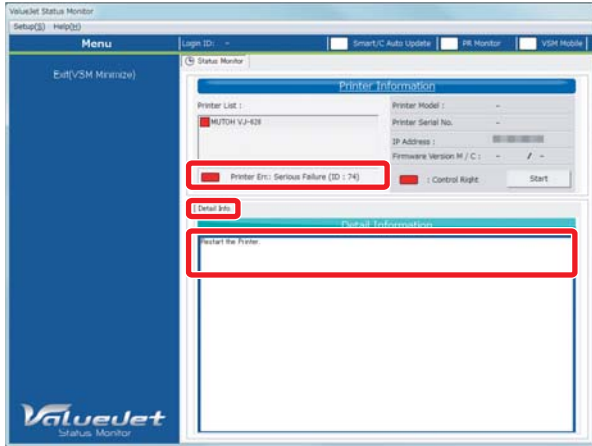 ValueJet Status Monitor
Setup(S) Help(H)
Menu
Login ID: -
Smart/C Auto Update
PR Monitor
VSM Mobile
Status Monitor
Exit(VSM Minimize)
Printer Information
Printer List :
MUTOH VJ-628
Printer Model : -
Printer Serial No. -
IP Address :
Firmware Version M / C : - / -
Printer Err: Serious Failure (ID : 74)
: Control Right
Start
Detail Info.
Detail Information
Restart the Printer.
ValueJet
Status Monitor